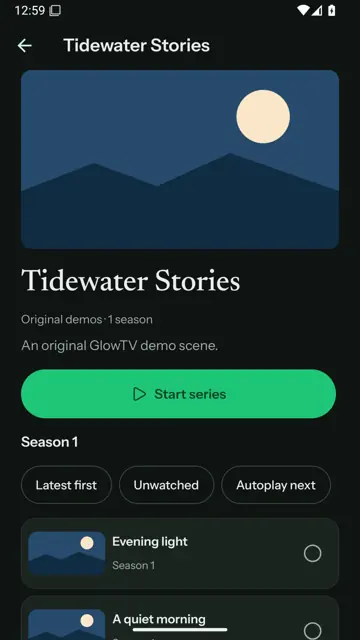 12:59
Tidewater Stories
Tidewater Stories
Original demos · 1 season
An original GlowTV demo scene.
Start series
Season 1
Latest first
Unwatched
Autoplay next
Evening light
Season 1
A quiet morning